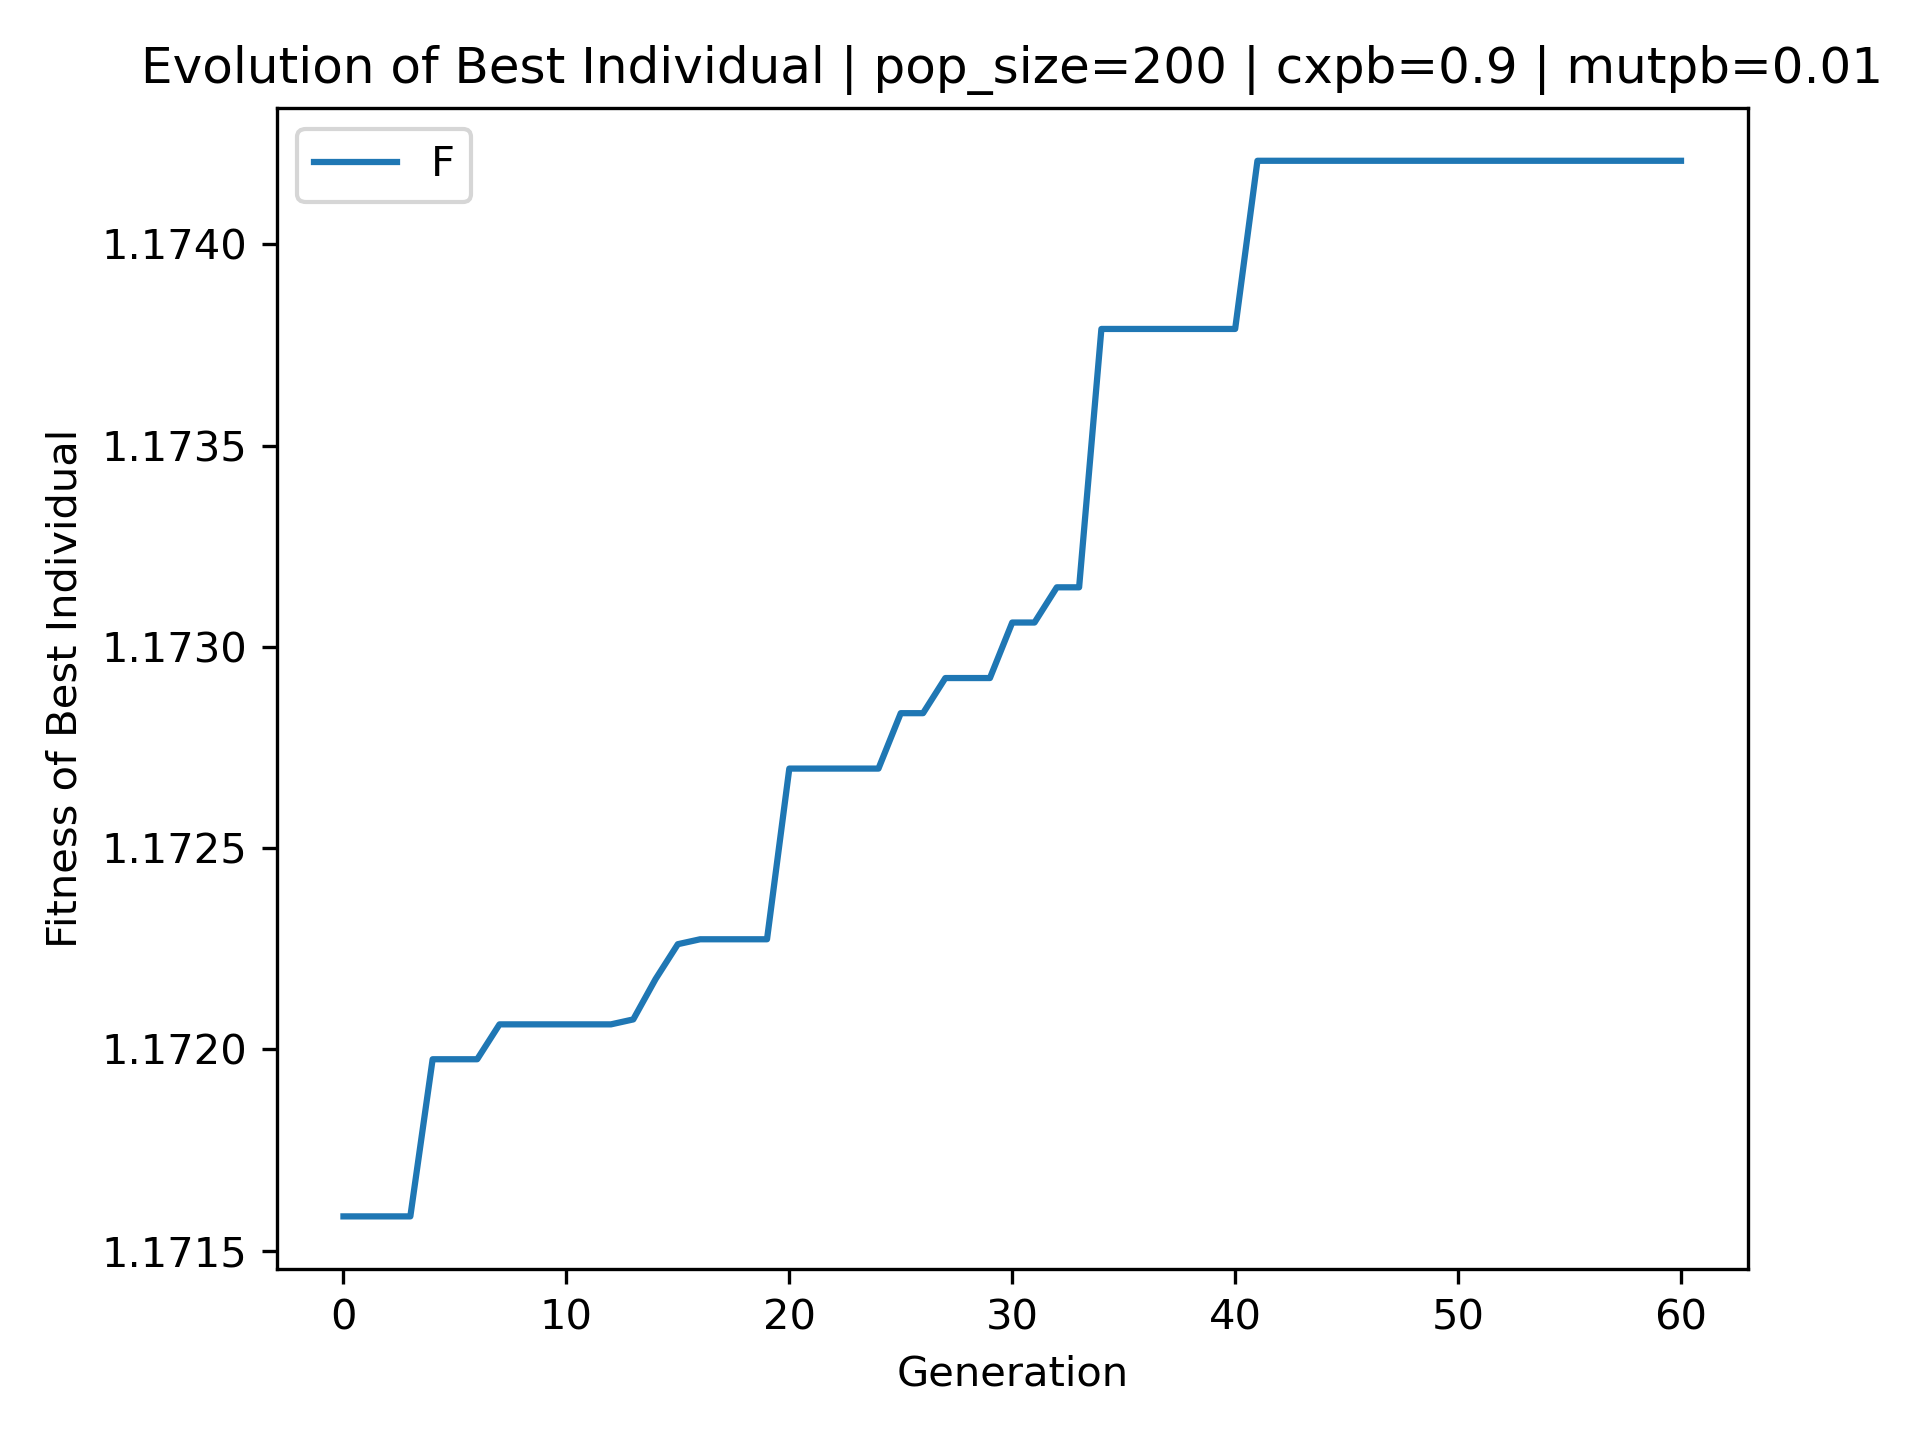 Evolution of Best Individual | pop_size=200 | cxpb=0.9 | mutpb=0.01
F
1.1740
1.1735
1.1730
1.1725
1.1720
1.1715
Fitness of Best Individual
0 10 20 30 40 50 60
Generation